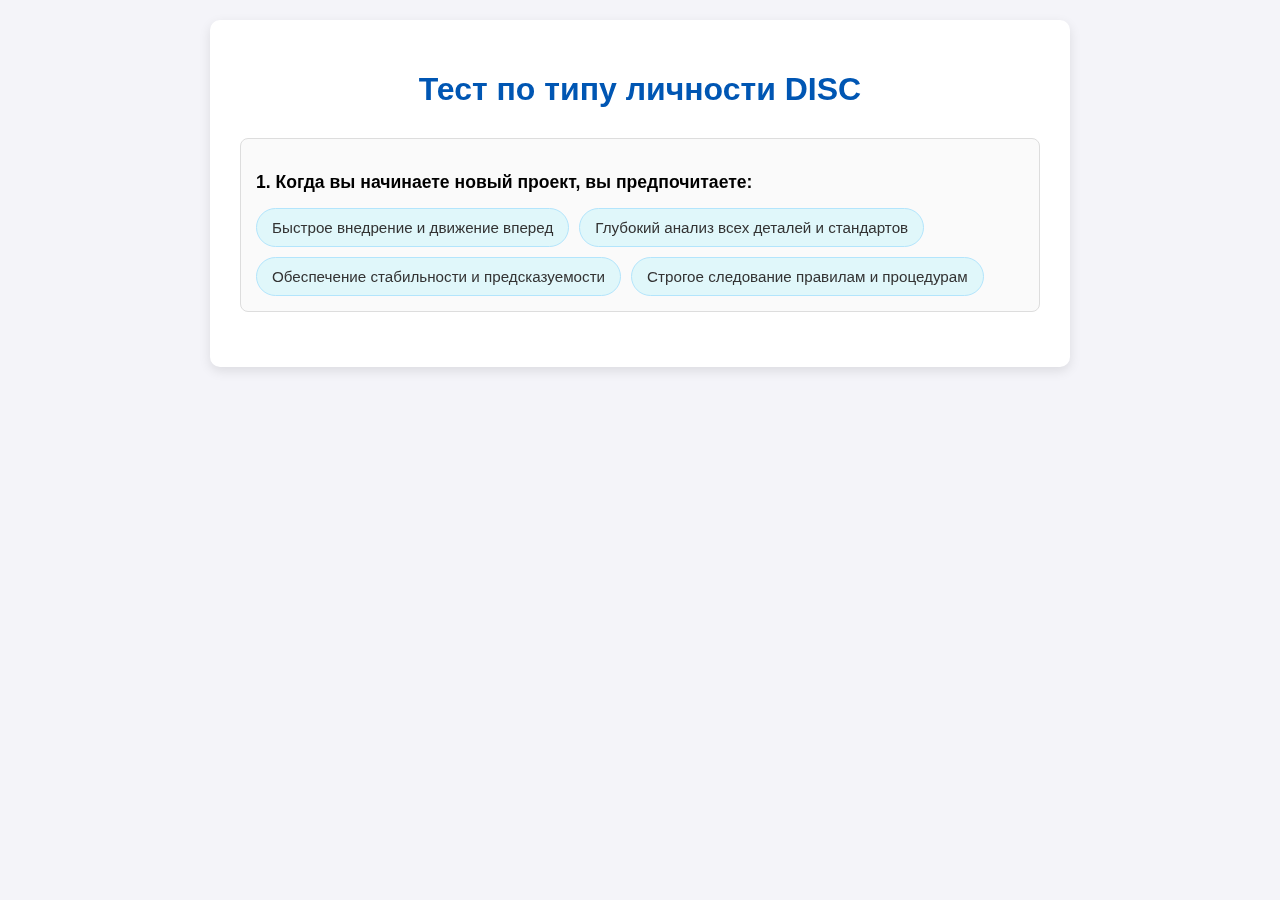 Тест по типу личности DISC
1. Когда вы начинаете новый проект, вы предпочитаете:
Быстрое внедрение и движение вперед
Глубокий анализ всех деталей и стандартов
Обеспечение стабильности и предсказуемости
Строгое следование правилам и процедурам